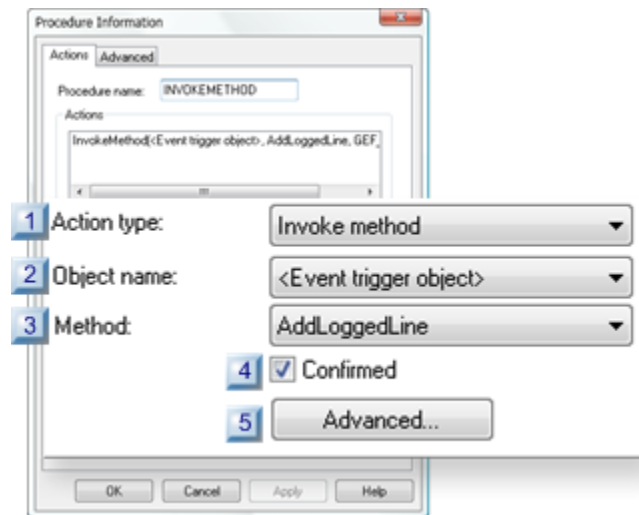 Procedure Information
Actions Advanced
Procedure name: INVOKEMETHOD
Actions
InvokeMethod(<Event trigger object>, AddLoggedLine, GEF_
1 Action type: Invoke method
2 Object name: <Event trigger object>
3 Method: AddLoggedLine
4 Confirmed
5 Advanced...
OK Cancel Apply Help